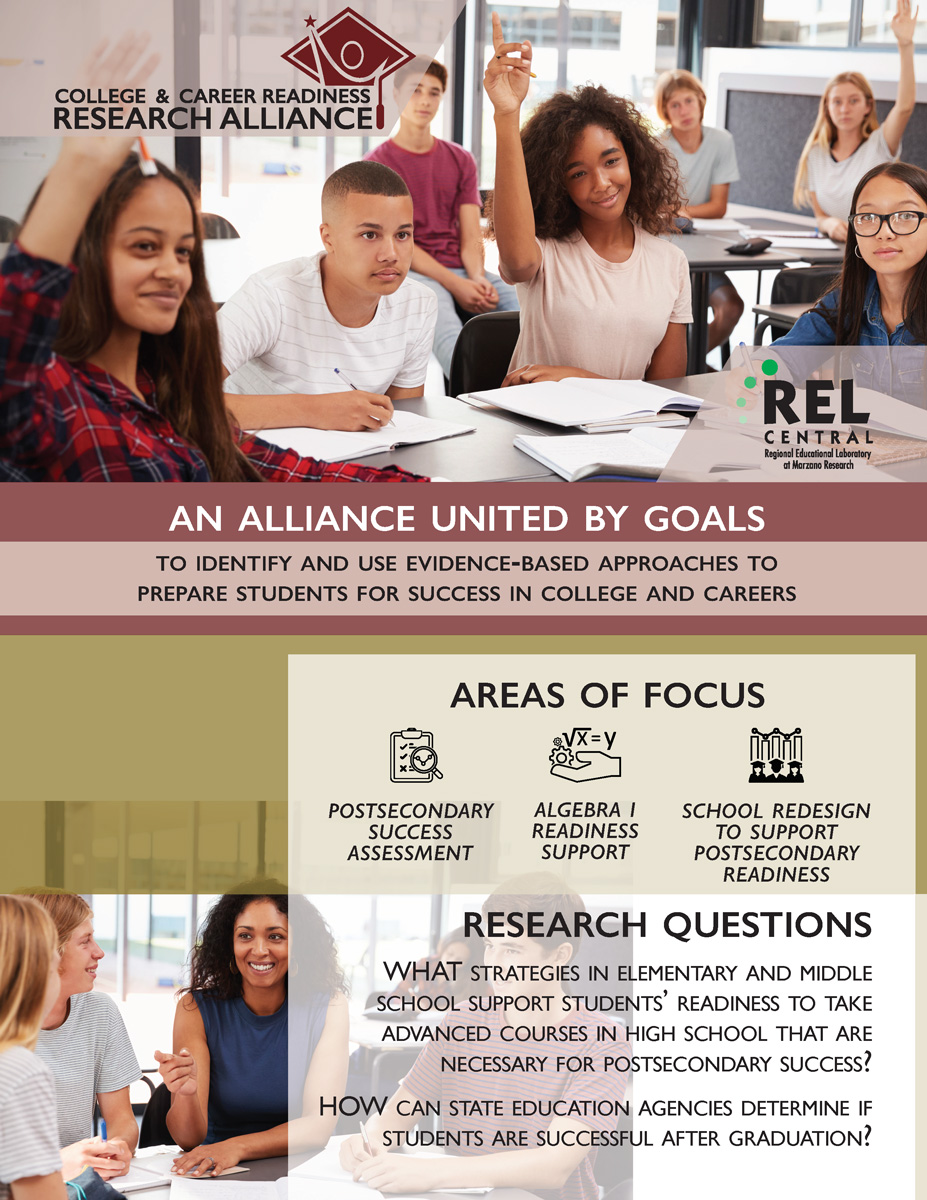 COLLEGE & CAREER READINESS
RESEARCH ALLIANCE
REL
CENTRAL
Regional Educational Laboratory
at Marzano Research
AN ALLIANCE UNITED BY GOALS
TO IDENTIFY AND USE EVIDENCE-BASED APPROACHES TO
PREPARE STUDENTS FOR SUCCESS IN COLLEGE AND CAREERS
AREAS OF FOCUS
√x=y
POSTSECONDARY
SUCCESS
ASSESSMENT
ALGEBRA I
READINESS
SUPPORT
SCHOOL REDESIGN
TO SUPPORT
POSTSECONDARY
READINESS
RESEARCH QUESTIONS
WHAT STRATEGIES IN ELEMENTARY AND MIDDLE
SCHOOL SUPPORT STUDENTS' READINESS TO TAKE
ADVANCED COURSES IN HIGH SCHOOL THAT ARE
NECESSARY FOR POSTSECONDARY SUCCESS?
HOW CAN STATE EDUCATION AGENCIES DETERMINE IF
STUDENTS ARE SUCCESSFUL AFTER GRADUATION?